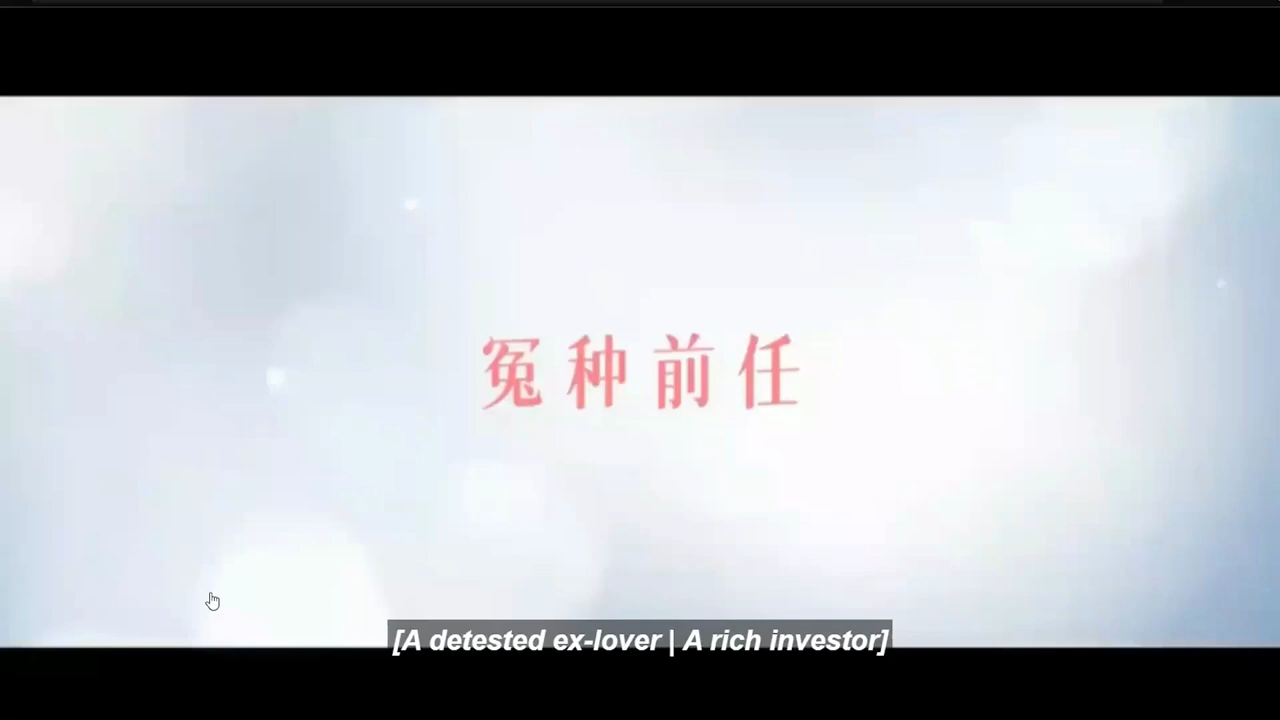 冤种前任
[A detested ex-lover | A rich investor]